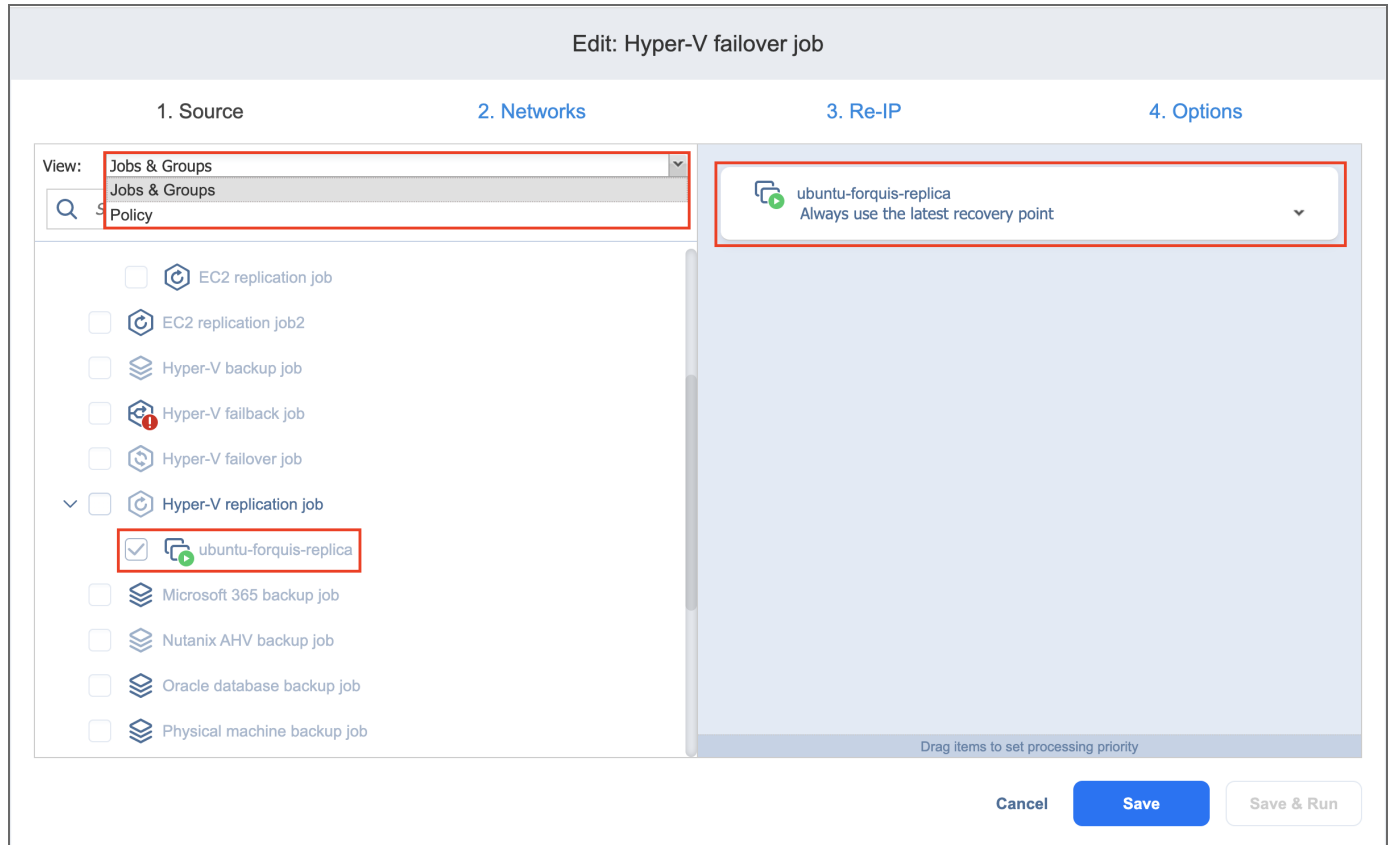 Edit: Hyper-V failover job
1. Source
2. Networks
3. Re-IP
4. Options
View:
Jobs & Groups
Jobs & Groups
Policy
S
ubuntu-forquis-replica
Always use the latest recovery point
EC2 replication job
EC2 replication job2
Hyper-V backup job
Hyper-V failback job
Hyper-V failover job
Hyper-V replication job
ubuntu-forquis-replica
Microsoft 365 backup job
Nutanix AHV backup job
Oracle database backup job
Physical machine backup job
Drag items to set processing priority
Cancel
Save
Save & Run